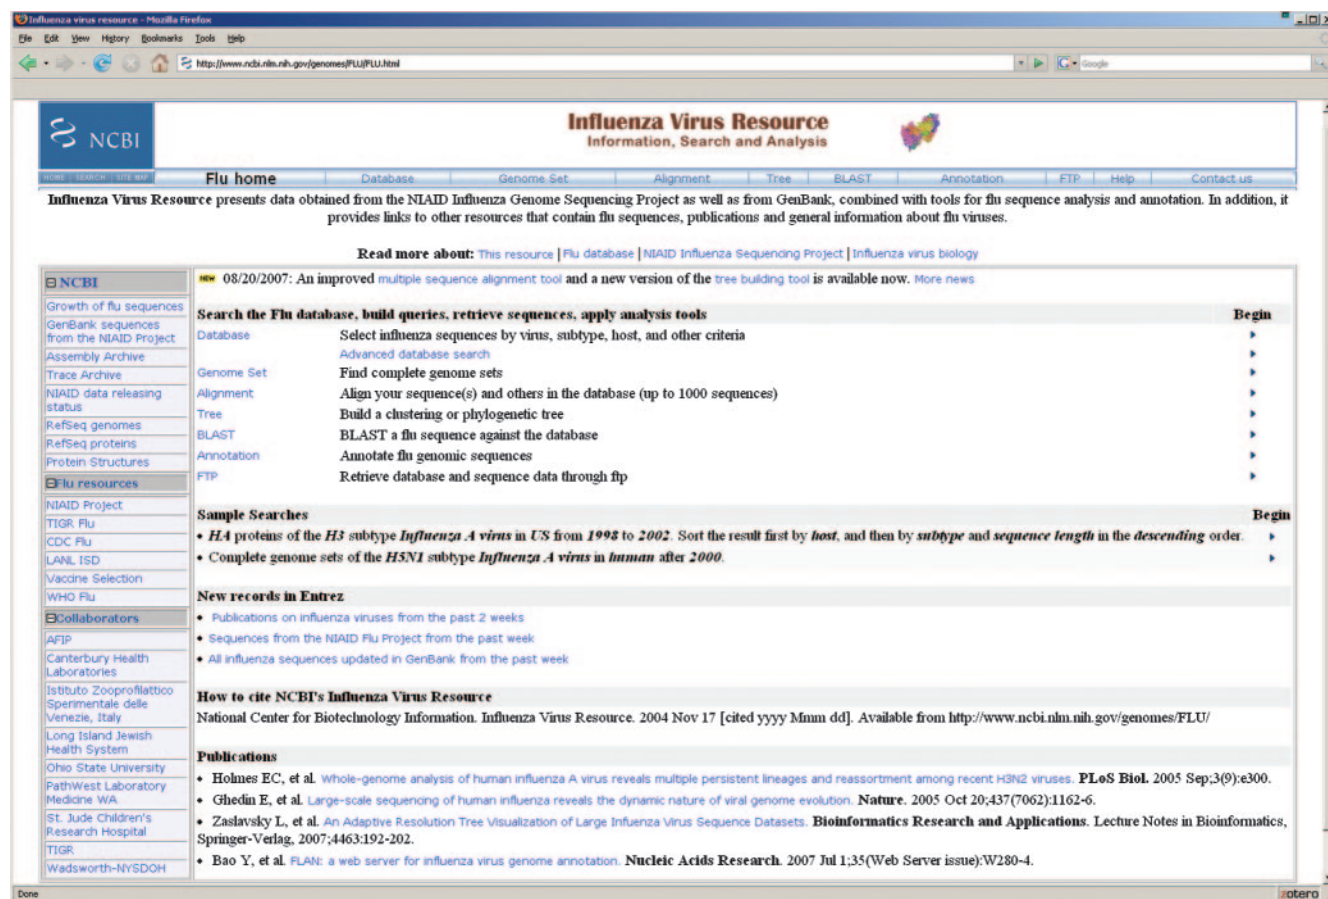 Influenza virus resource - Mozilla Firefox
File Edit View History Bookmarks Tools Help
http://www.ncbi.nlm.nih.gov/genomes/FLU/FLU.html
Google
NCBI
Influenza Virus Resource
Information, Search and Analysis
HOME SEARCH SITE MAP
Flu home Database Genome Set Alignment Tree BLAST Annotation FTP Help Contact us
Influenza Virus Resource presents data obtained from the NIAID Influenza Genome Sequencing Project as well as from GenBank, combined with tools for flu sequence analysis and annotation. In addition, it
provides links to other resources that contain flu sequences, publications and general information about flu viruses.
Read more about: This resource | Flu database | NIAID Influenza Sequencing Project | Influenza virus biology
NCBI
Growth of flu sequences
GenBank sequences
from the NIAID Project
Assembly Archive
Trace Archive
NIAID data releasing
status
RefSeq genomes
RefSeq proteins
Protein Structures
Flu resources
NIAID Project
TIGR Flu
CDC Flu
LANL ISD
Vaccine Selection
WHO Flu
Collaborators
AFIP
Canterbury Health
Laboratories
Istituto Zooprofilattico
Sperimentale delle
Venezie, Italy
Long Island Jewish
Health System
Ohio State University
PathWest Laboratory
Medicine WA
St. Jude Children's
Research Hospital
TIGR
Wadsworth-NYSDOH
NEW 08/20/2007: An improved multiple sequence alignment tool and a new version of the tree building tool is available now. More news
Search the Flu database, build queries, retrieve sequences, apply analysis tools Begin
Database Select influenza sequences by virus, subtype, host, and other criteria
Advanced database search
Genome Set Find complete genome sets
Alignment Align your sequence(s) and others in the database (up to 1000 sequences)
Tree Build a clustering or phylogenetic tree
BLAST BLAST a flu sequence against the database
Annotation Annotate flu genomic sequences
FTP Retrieve database and sequence data through ftp
Sample Searches Begin
• HA proteins of the H3 subtype Influenza A virus in US from 1998 to 2002. Sort the result first by host, and then by subtype and sequence length in the descending order.
• Complete genome sets of the H5N1 subtype Influenza A virus in human after 2000.
New records in Entrez
• Publications on influenza viruses from the past 2 weeks
• Sequences from the NIAID Flu Project from the past week
• All influenza sequences updated in GenBank from the past week
How to cite NCBI's Influenza Virus Resource
National Center for Biotechnology Information. Influenza Virus Resource. 2004 Nov 17 [cited yyyy Mmm dd]. Available from http://www.ncbi.nlm.nih.gov/genomes/FLU/
Publications
• Holmes EC, et al. Whole-genome analysis of human influenza A virus reveals multiple persistent lineages and reassortment among recent H3N2 viruses. PLoS Biol. 2005 Sep;3(9):e300.
• Ghedin E, et al. Large-scale sequencing of human influenza reveals the dynamic nature of viral genome evolution. Nature. 2005 Oct 20;437(7062):1162-6.
• Zaslavsky L, et al. An Adaptive Resolution Tree Visualization of Large Infuenza Virus Sequence Datasets. Bioinformatics Research and Applications. Lecture Notes in Bioinformatics,
Springer-Verlag, 2007;4463:192-202.
• Bao Y, et al. FLAN: a web server for influenza virus genome annotation. Nucleic Acids Research. 2007 Jul 1;35(Web Server issue):W280-4.
Done
zotero